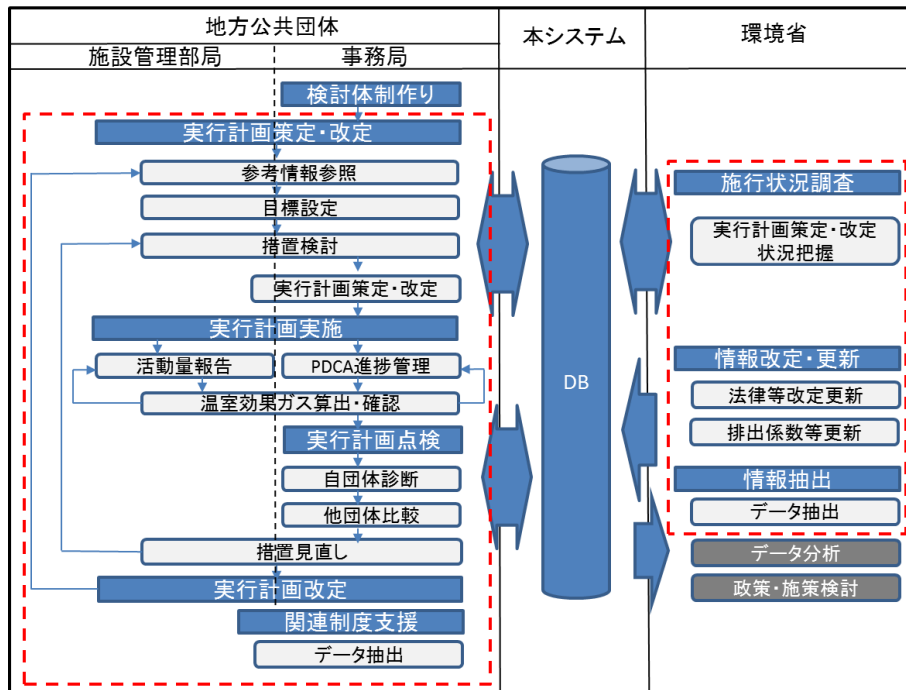 地方公共団体
施設管理部局
事務局
本システム
環境省
検討体制作り
実行計画策定・改定
参考情報参照
目標設定
措置検討
実行計画策定・改定
実行計画実施
活動量報告
PDCA進捗管理
温室効果ガス算出・確認
実行計画点検
自団体診断
他団体比較
措置見直し
実行計画改定
関連制度支援
データ抽出
DB
施行状況調査
実行計画策定・改定
状況把握
情報改定・更新
法律等改定更新
排出係数等更新
情報抽出
データ抽出
データ分析
政策・施策検討